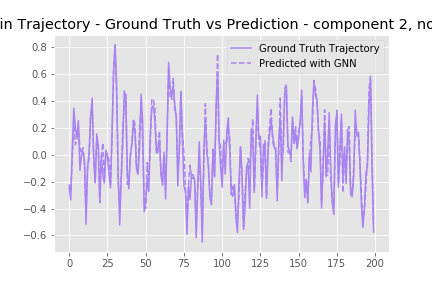 in Trajectory - Ground Truth vs Prediction - component 2, no
Ground Truth Trajectory
Predicted with GNN
0.8
0.6
0.4
0.2
0.0
−0.2
−0.4
−0.6
0 25 50 75 100 125 150 175 200